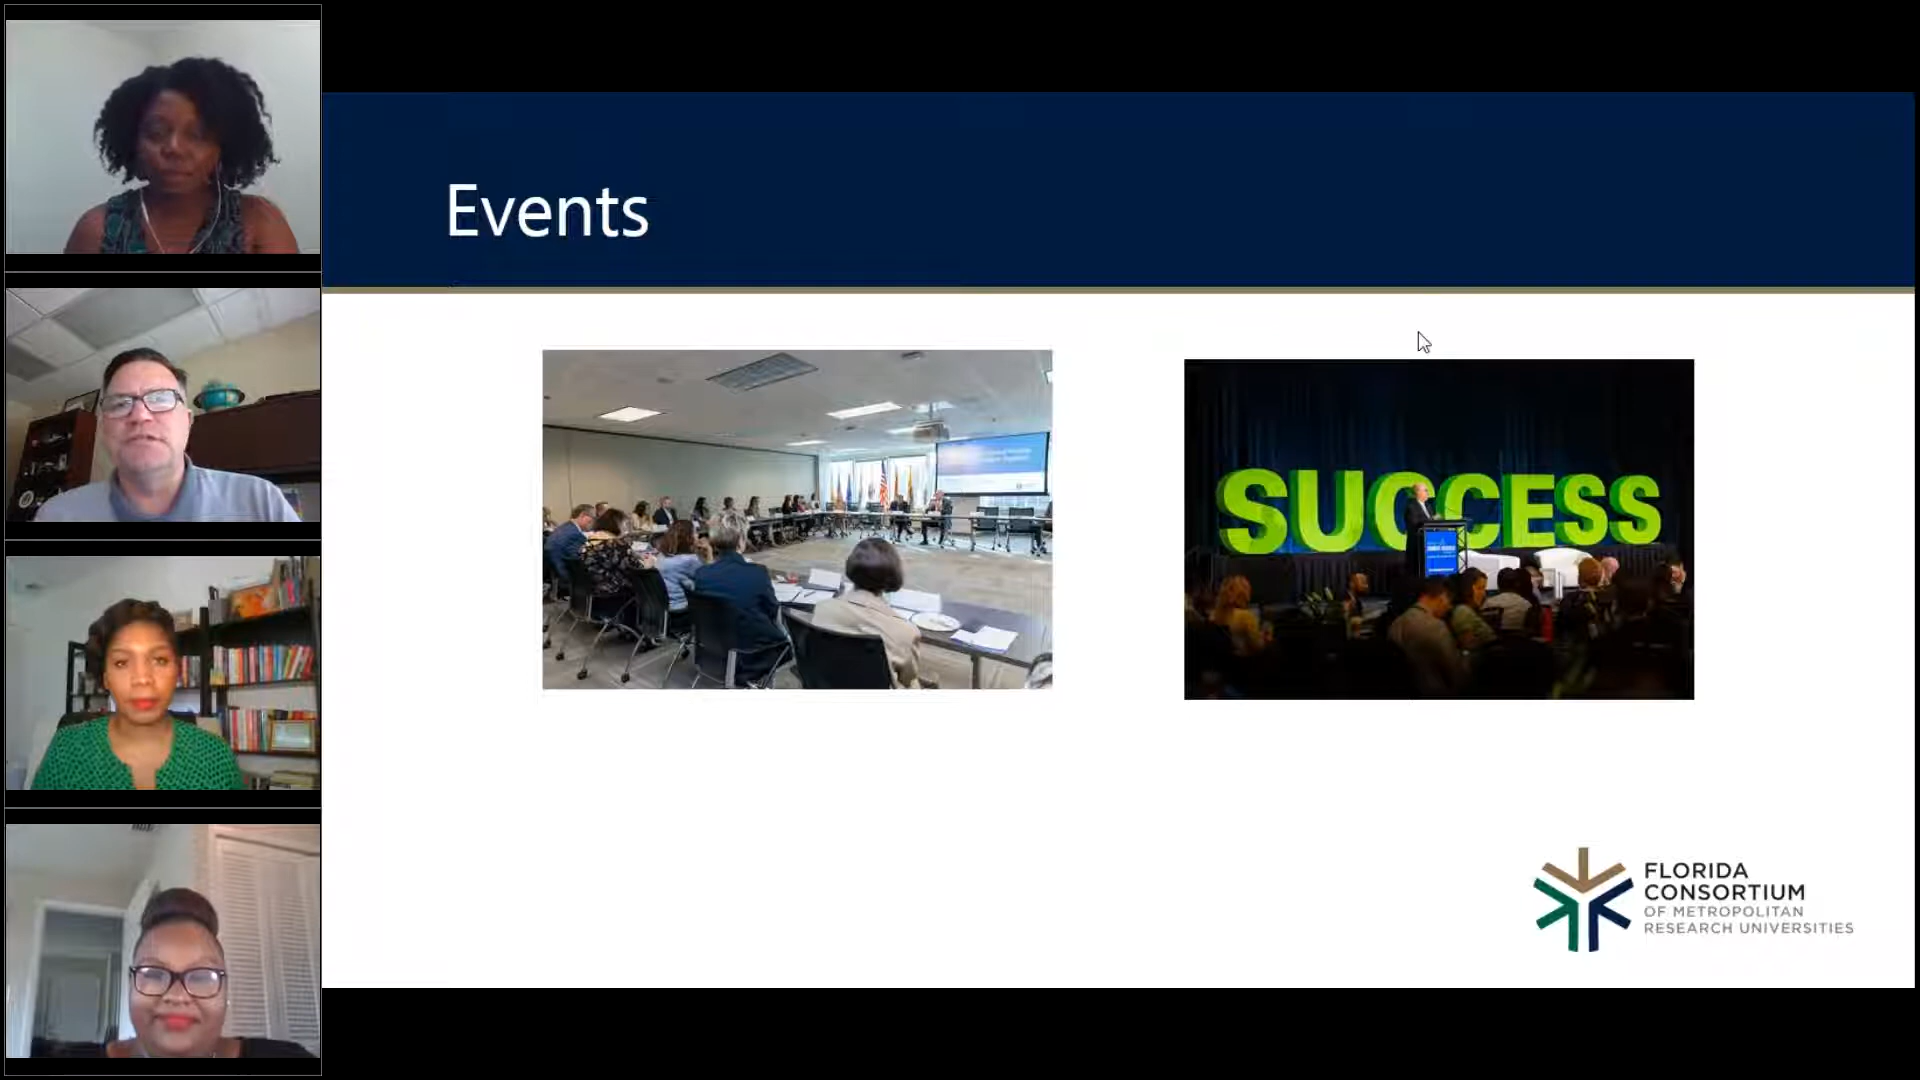 Events
SUCCESS
FLORIDA
CONSORTIUM
OF METROPOLITAN
RESEARCH UNIVERSITIES